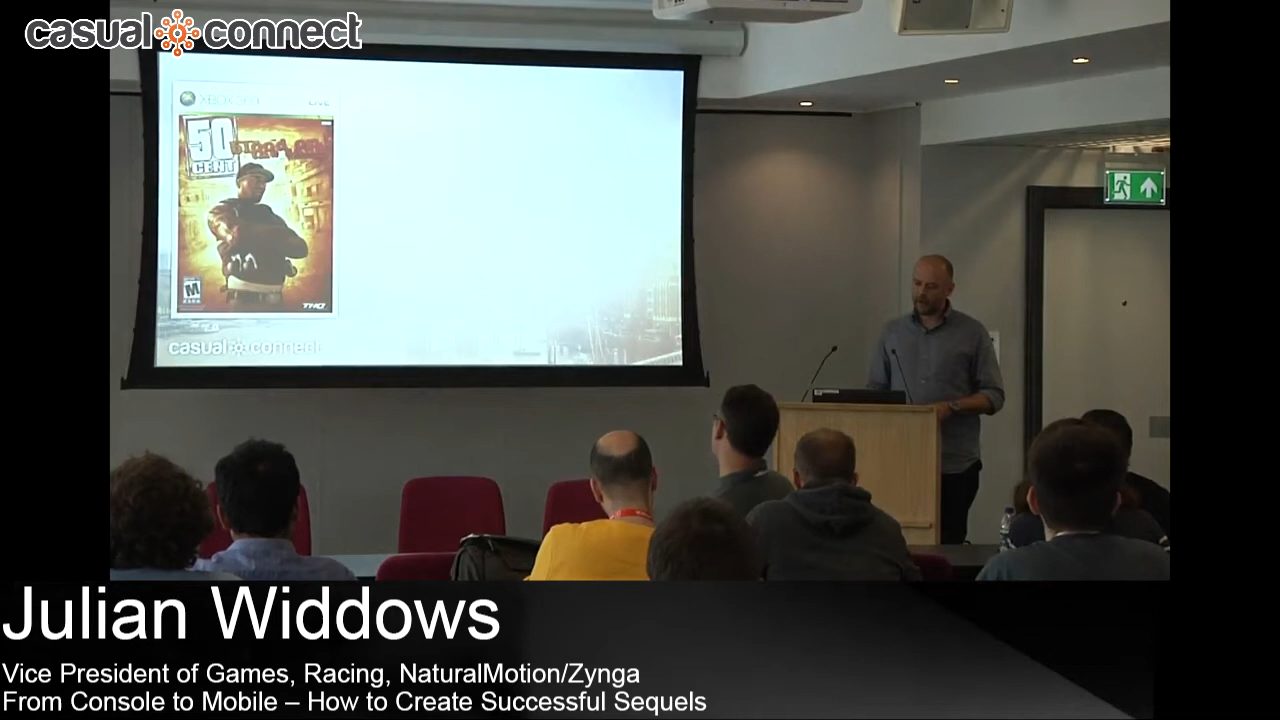 casual connect
XBOX 360
LIVE
50
CENT
M
THQ
casual connect
Julian Widdows
Vice President of Games, Racing, NaturalMotion/Zynga
From Console to Mobile – How to Create Successful Sequels